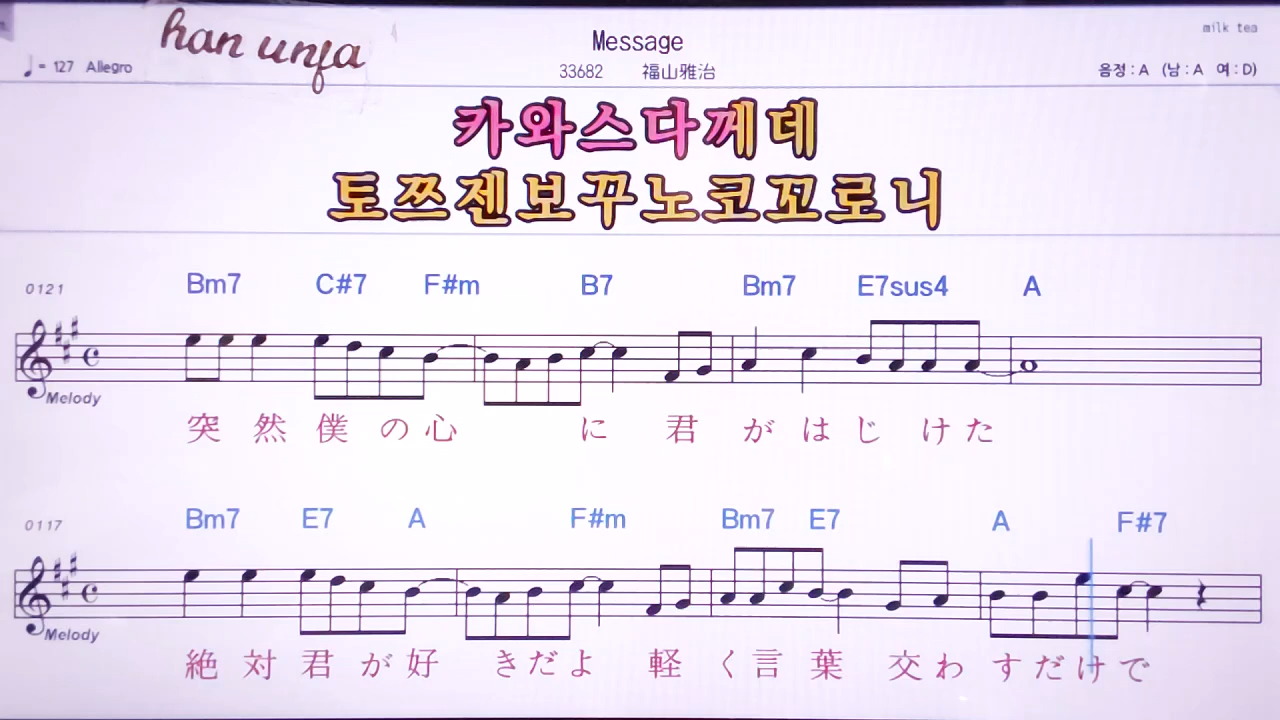 han unfa
Message
milk tea
♩= 127 Allegro
33682 福山雅治
음정 : A (남 : A 여 : D)
카와스다께데
토쯔젠보꾸노코꼬로니
0121
Bm7 C#7 F#m B7 Bm7 E7sus4 A
Melody
突然僕の心に君がはじけた
0117
Bm7 E7 A F#m Bm7 E7 A F#7
Melody
絶対君が好きだよ軽く言葉交わすだけで